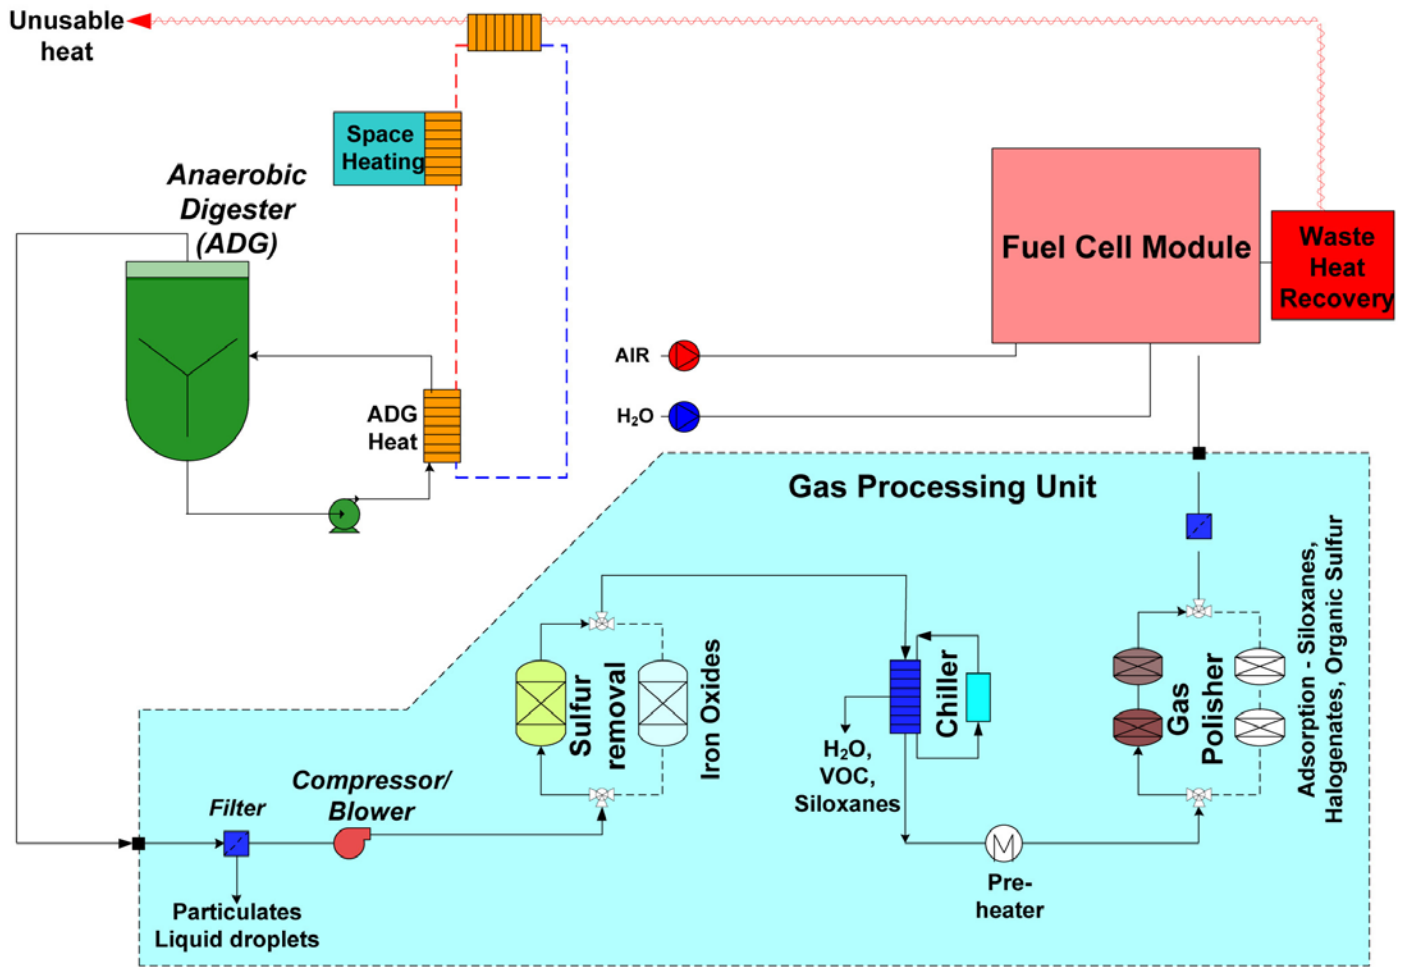 Unusable
heat
Space
Heating
Anaerobic
Digester
(ADG)
Fuel Cell Module
Waste
Heat
Recovery
AIR
H₂O
ADG
Heat
Gas Processing Unit
Sulfur
removal
Iron Oxides
Chiller
H₂O,
VOC,
Siloxanes
Gas
Polisher
Adsorption - Siloxanes,
Halogenates, Organic Sulfur
Compressor/
Blower
Filter
Particulates
Liquid droplets
M
Pre-
heater